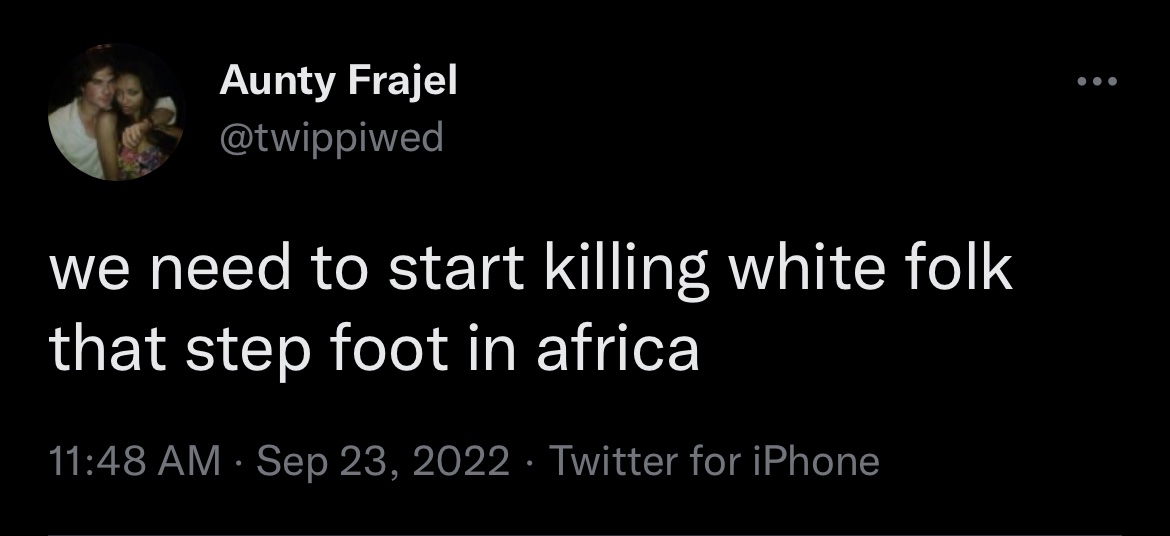 Aunty Frajel
@twippiwed
we need to start killing white folk
that step foot in africa
11:48 AM · Sep 23, 2022 · Twitter for iPhone